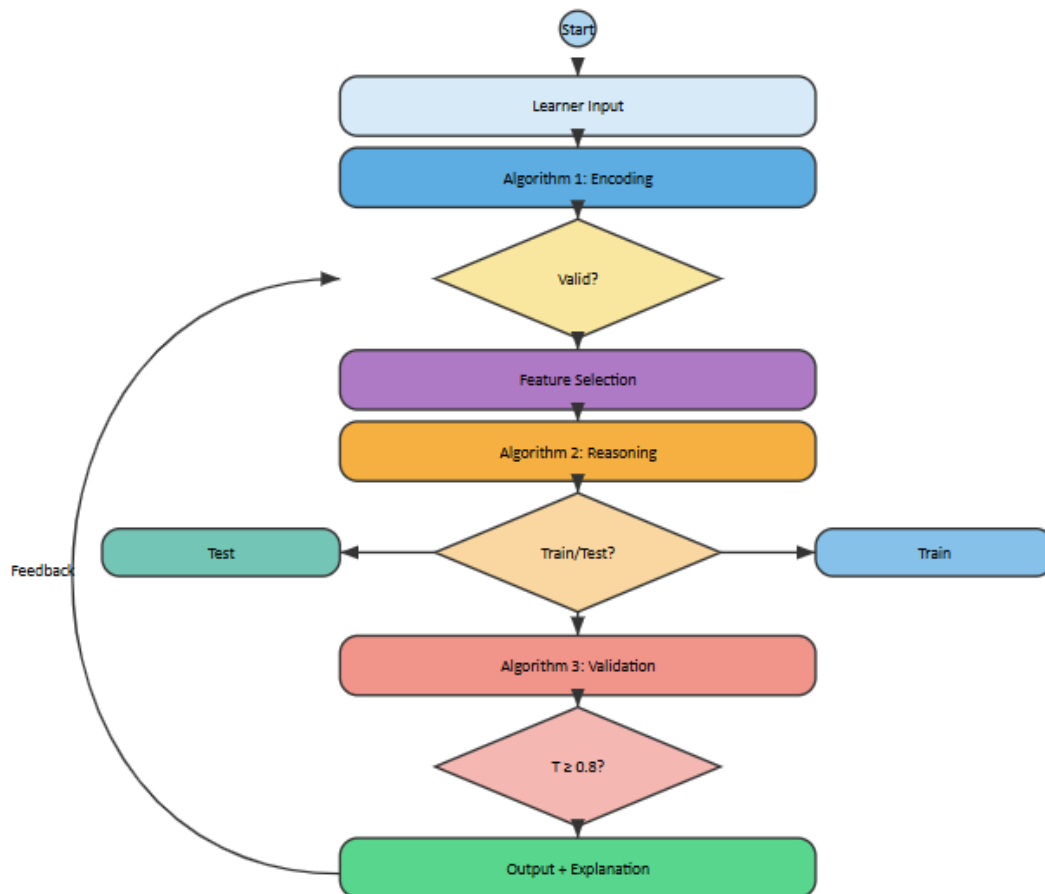 Start
Learner Input
Algorithm 1: Encoding
Valid?
Feature Selection
Algorithm 2: Reasoning
Test
Train/Test?
Train
Feedback
Algorithm 3: Validation
T ≥ 0.8?
Output + Explanation